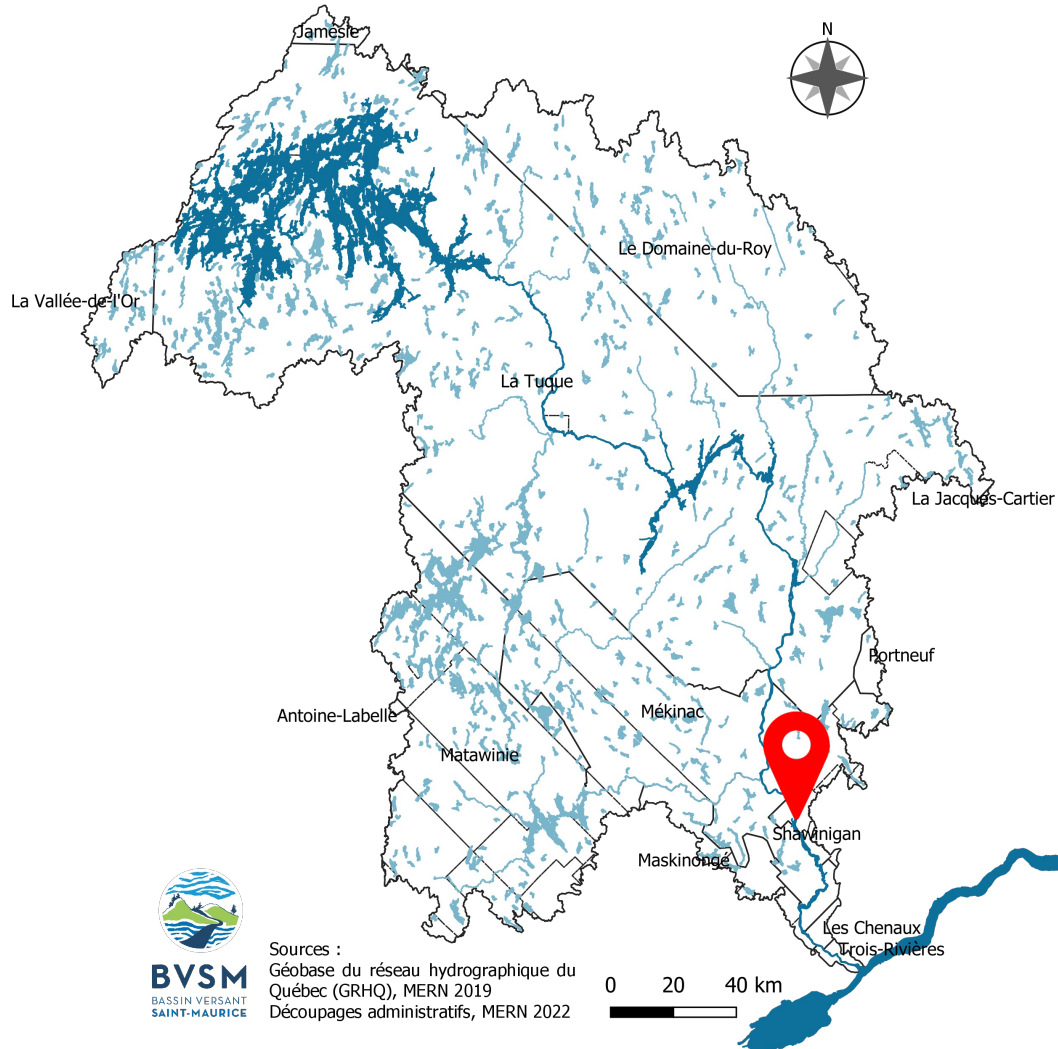 Jamésie
N
Le Domaine-du-Roy
La Vallée-de-l'Or
La Tuque
La Jacques-Cartier
Portneuf
Antoine-Labelle
Mékinac
Matawinie
Shawinigan
Maskinongé
Les Chenaux
Trois-Rivières
BVSM
BASSIN VERSANT
SAINT-MAURICE
Sources :
Géobase du réseau hydrographique du
Québec (GRHQ), MERN 2019
Découpages administratifs, MERN 2022
0 20 40 km